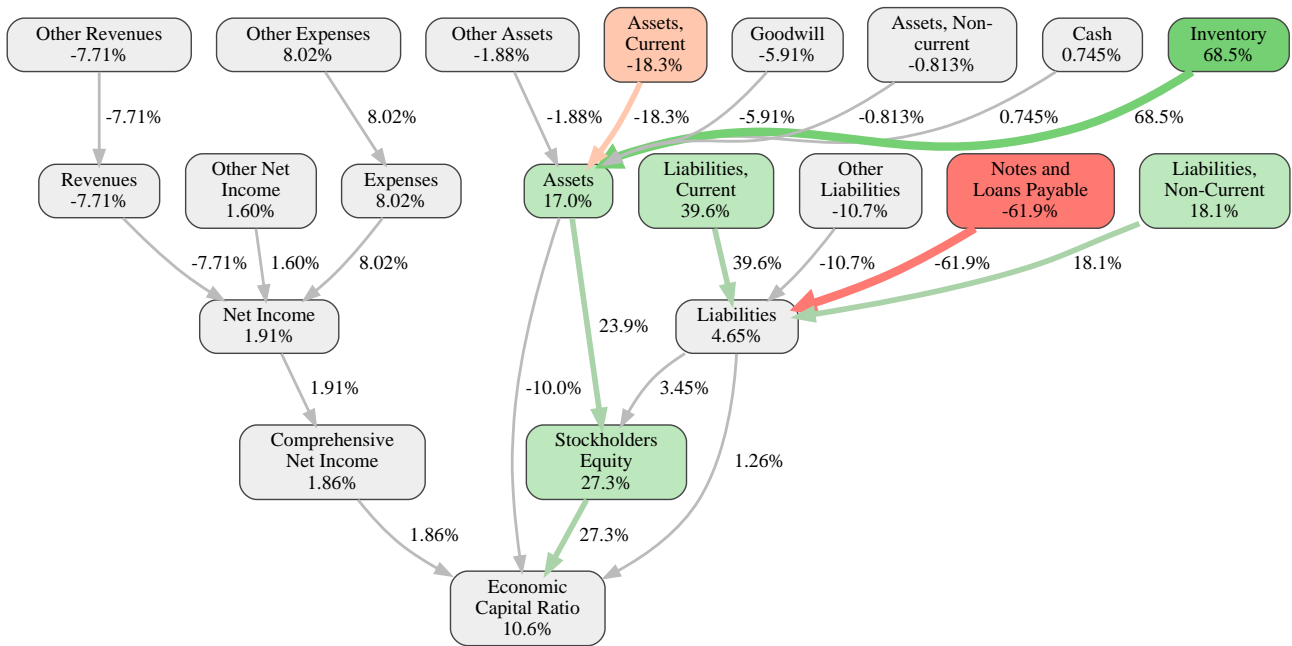 Other Revenues
-7.71%
Other Expenses
8.02%
Other Assets
-1.88%
Assets,
Current
-18.3%
Goodwill
-5.91%
Assets, Non-
current
-0.813%
Cash
0.745%
Inventory
68.5%
-7.71%
8.02%
-1.88%
-18.3%
-5.91%
-0.813%
0.745%
68.5%
Revenues
-7.71%
Other Net
Income
1.60%
Expenses
8.02%
Assets
17.0%
Liabilities,
Current
39.6%
Other
Liabilities
-10.7%
Notes and
Loans Payable
-61.9%
Liabilities,
Non-Current
18.1%
-7.71%
1.60%
8.02%
39.6%
-10.7%
-61.9%
18.1%
Net Income
1.91%
23.9%
Liabilities
4.65%
1.91%
-10.0%
3.45%
Comprehensive
Net Income
1.86%
Stockholders
Equity
27.3%
1.26%
1.86%
27.3%
Economic
Capital Ratio
10.6%